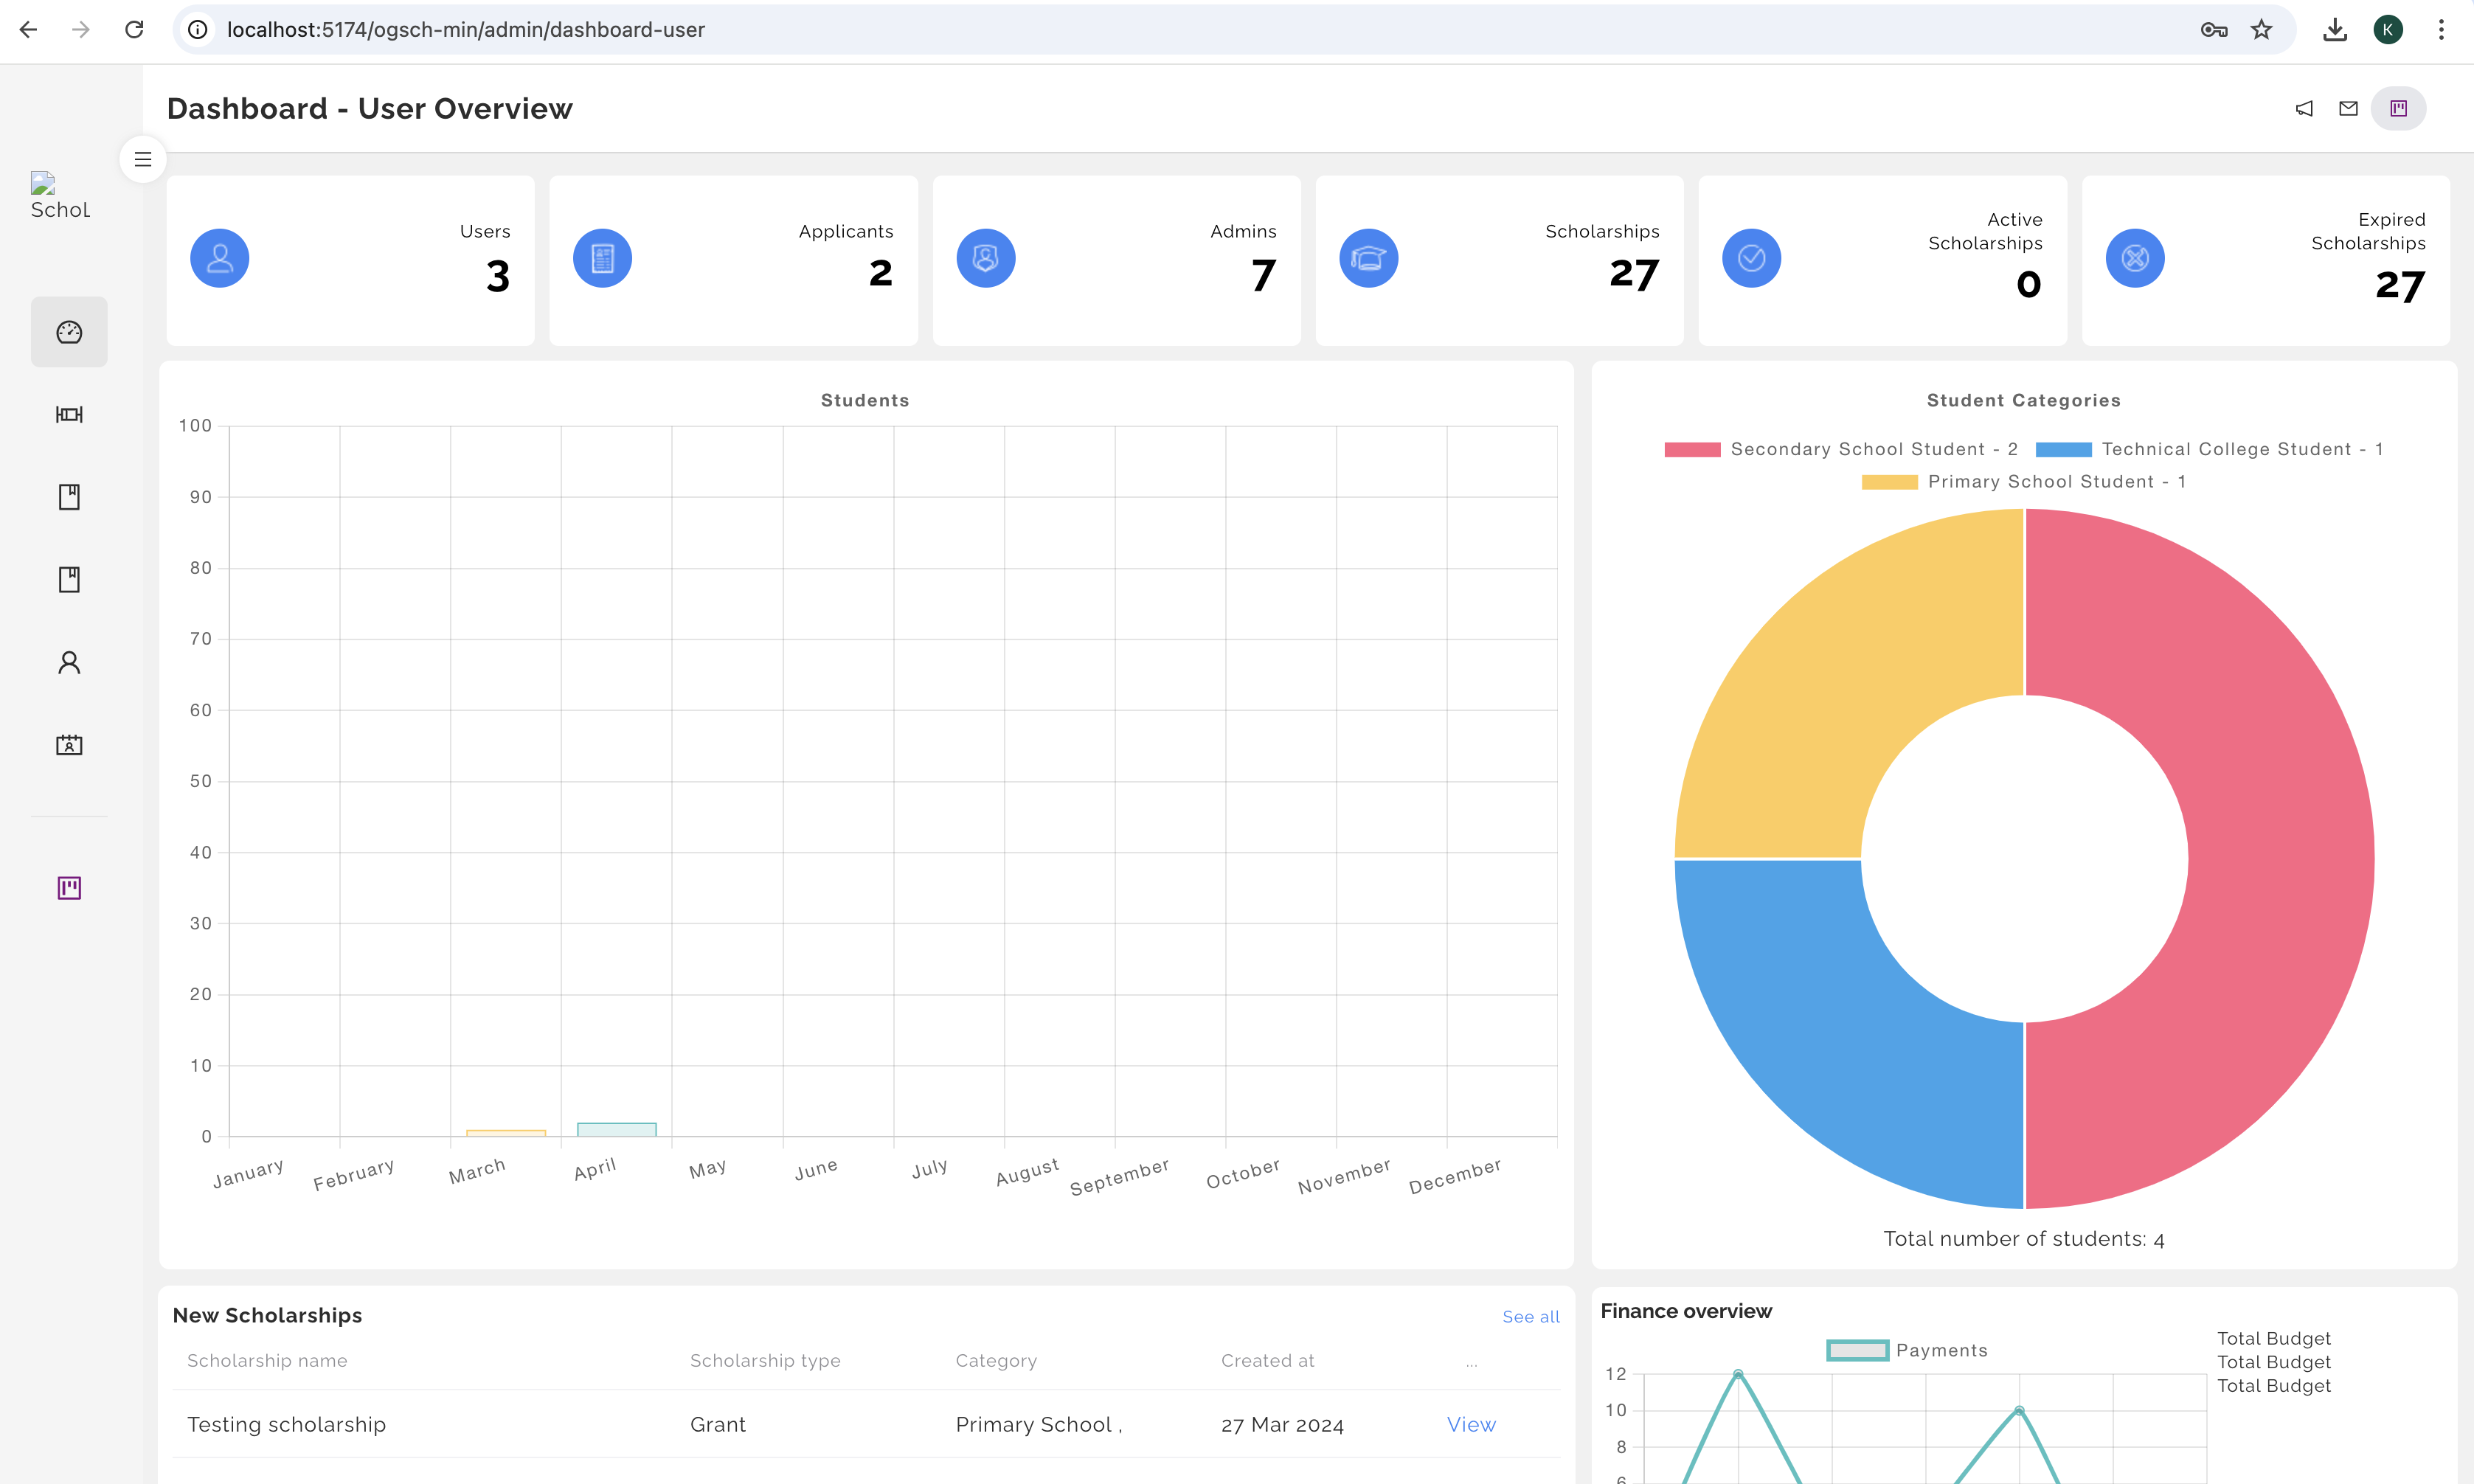 localhost:5174/ogsch-min/admin/dashboard-user
K
Dashboard - User Overview
Schol
Users
3
Applicants
2
Admins
7
Scholarships
27
Active
Scholarships
0
Expired
Scholarships
27
Students
100
90
80
70
60
50
40
30
20
10
0
January February March April May June July August September October November December
Student Categories
Secondary School Student - 2 Technical College Student - 1
Primary School Student - 1
Total number of students: 4
New Scholarships See all
Scholarship name Scholarship type Category Created at ...
Testing scholarship Grant Primary School , 27 Mar 2024 View
Finance overview
Payments
Total Budget
Total Budget
Total Budget
12
10
8
6